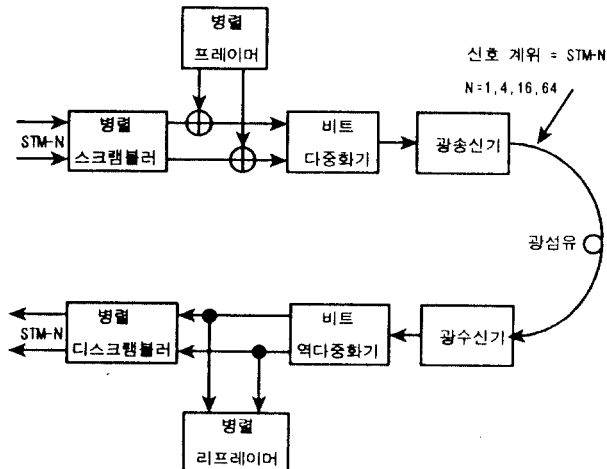 병렬
프레이머
신호 계위 = STM-N
N=1,4,16,64
STM-N
병렬
스크램블러
비트
다중화기
광송신기
광섬유
STM-N
병렬
디스크램블러
비트
역다중화기
광수신기
병렬
리프레이머